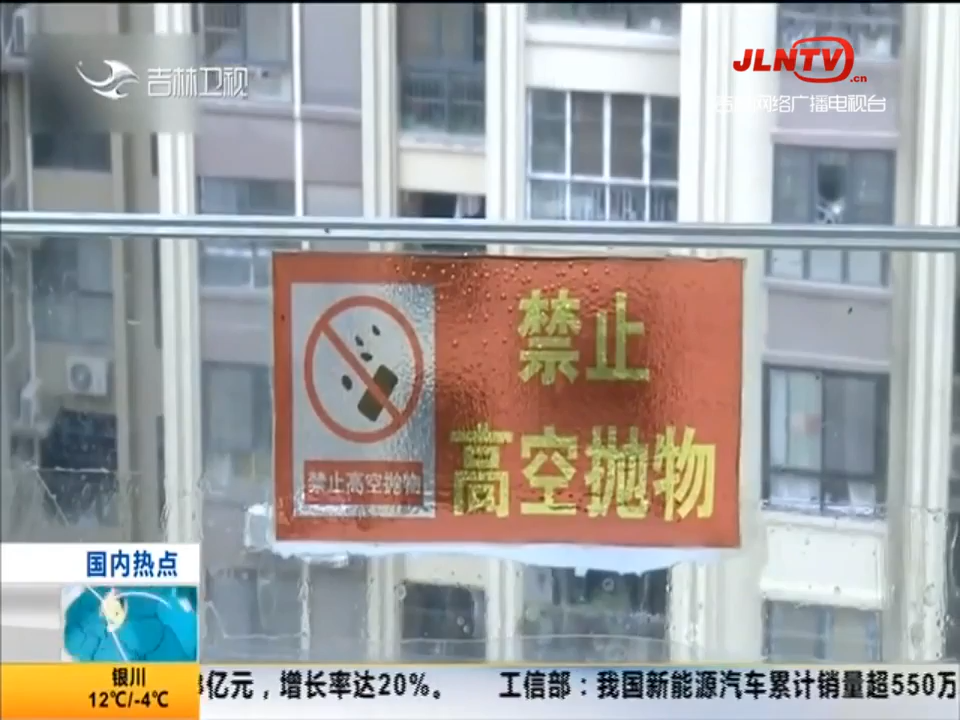 吉林卫视
JLNTV
.cn
吉林网络广播电视台
禁止
高空抛物
禁止高空抛物
国内热点
银川
12℃/-4℃
亿元，增长率达20%。 工信部：我国新能源汽车累计销量超550万